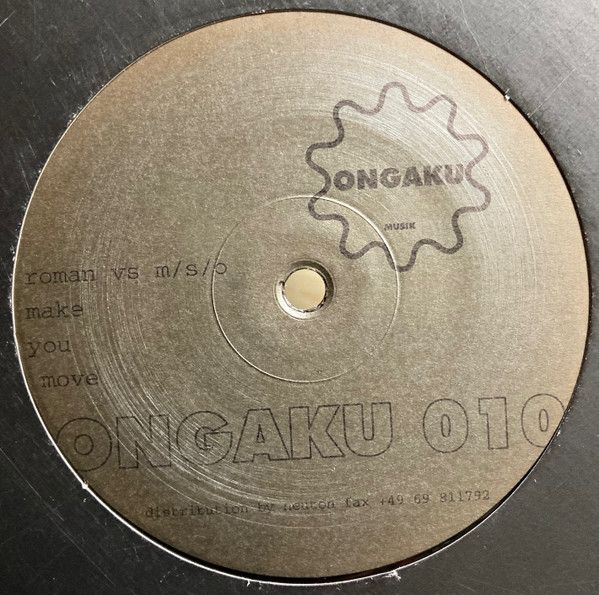 ONGAKU
MUSIK
roman vs m/s/o
make
you
move
ONGAKU 010
distribution by neuton fax +49 69 811792